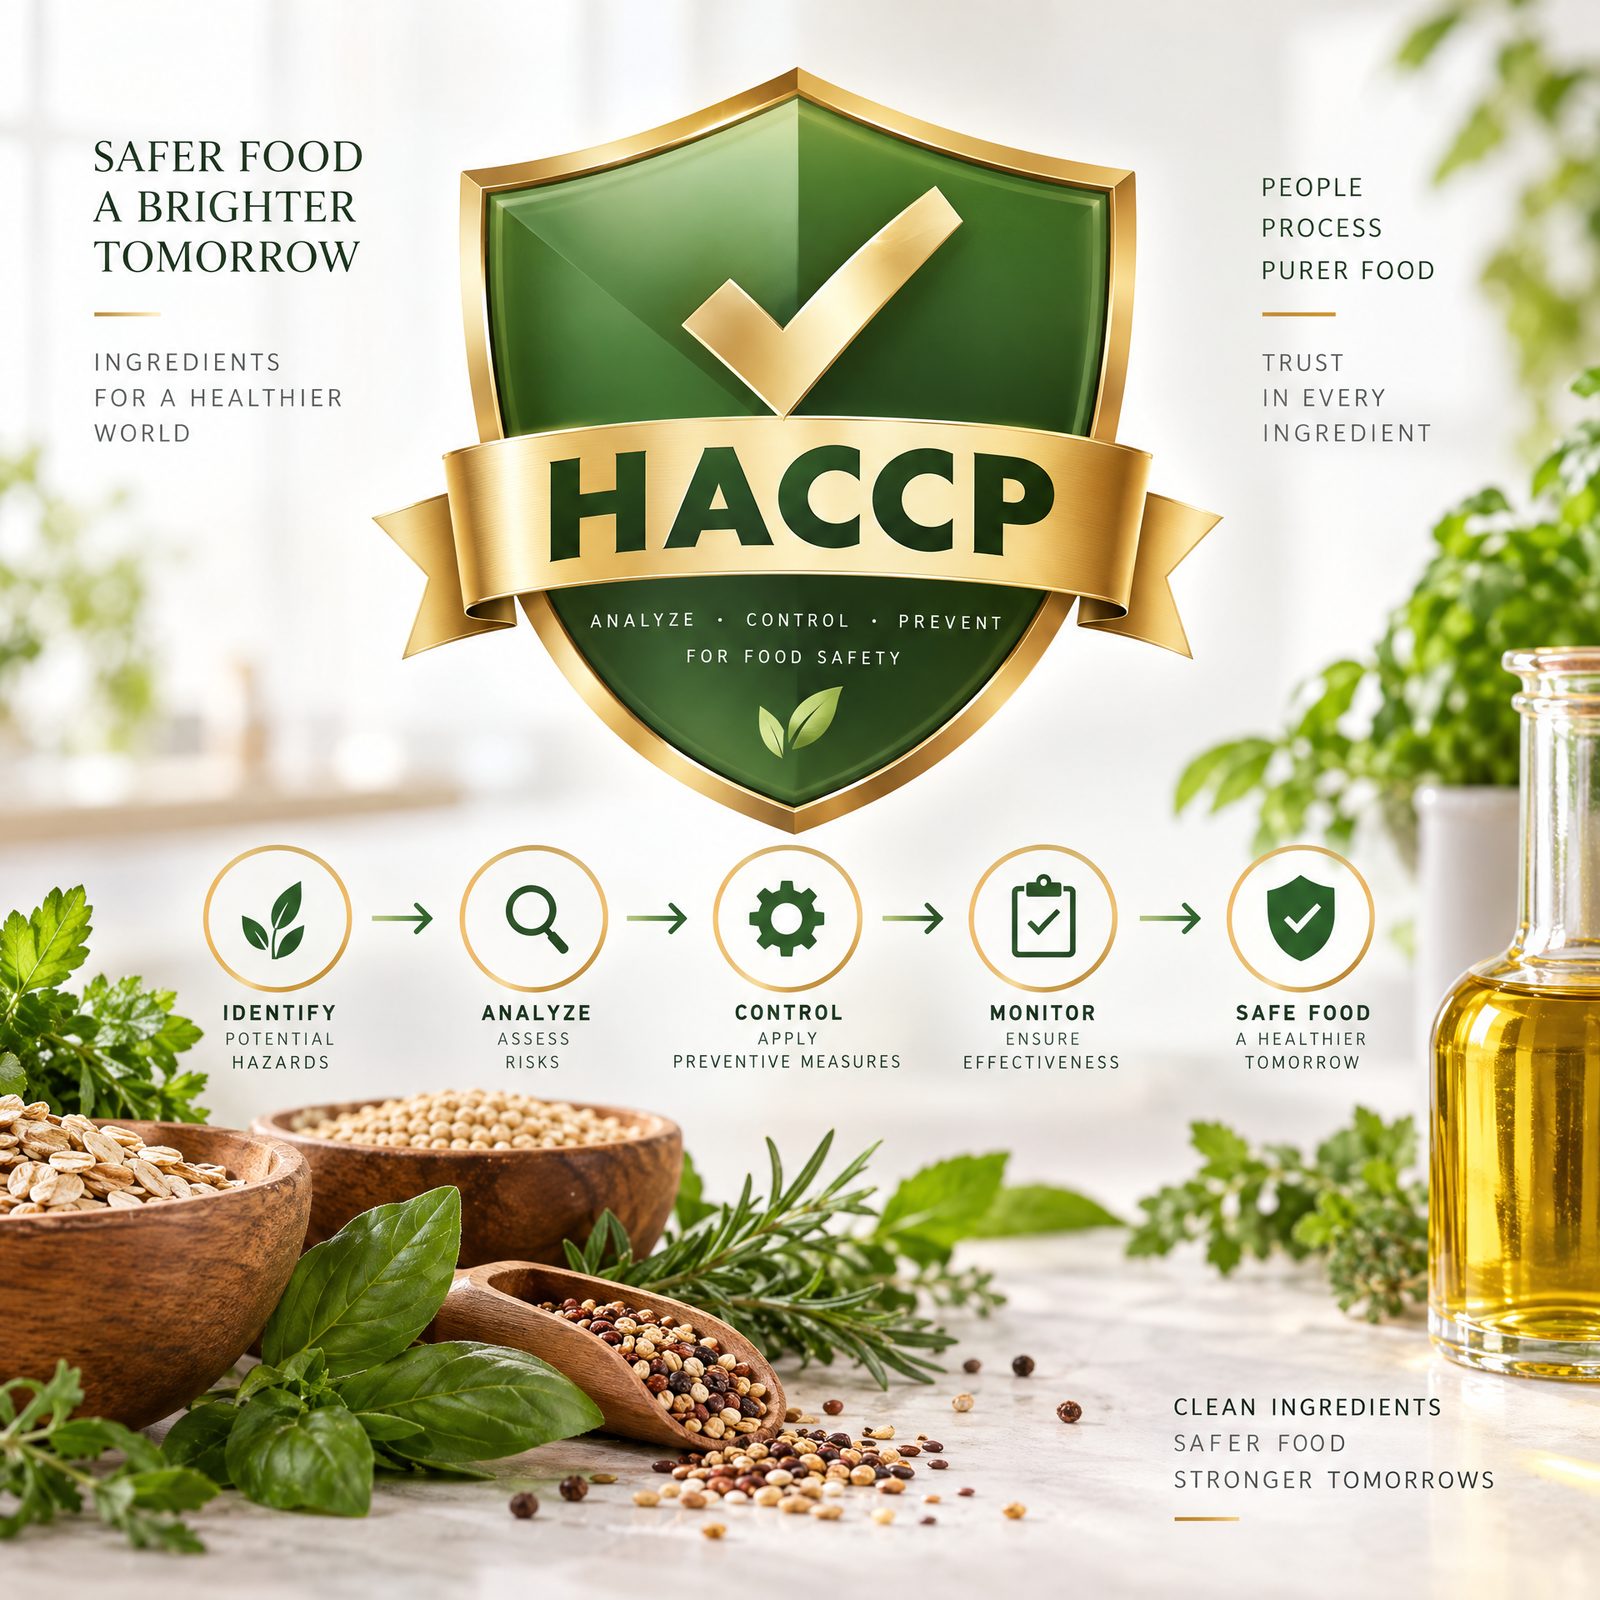 SAFER FOOD
A BRIGHTER
TOMORROW
INGREDIENTS
FOR A HEALTHIER
WORLD
PEOPLE
PROCESS
PURER FOOD
TRUST
IN EVERY
INGREDIENT
HACCP
ANALYZE • CONTROL • PREVENT
FOR FOOD SAFETY
IDENTIFY
POTENTIAL
HAZARDS
ANALYZE
ASSESS
RISKS
CONTROL
APPLY
PREVENTIVE MEASURES
MONITOR
ENSURE
EFFECTIVENESS
SAFE FOOD
A HEALTHIER
TOMORROW
CLEAN INGREDIENTS
SAFER FOOD
STRONGER TOMORROWS